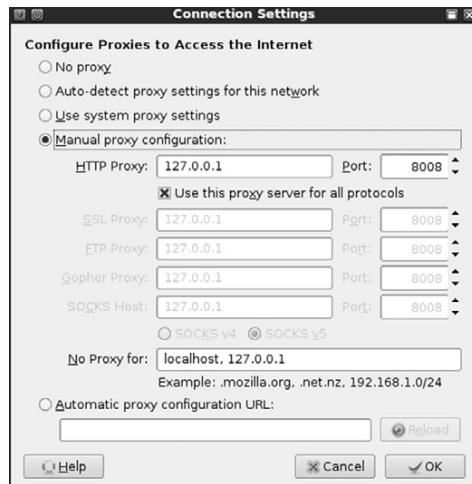 Connection Settings
Configure Proxies to Access the Internet
No proxy
Auto-detect proxy settings for this network
Use system proxy settings
Manual proxy configuration:
HTTP Proxy: 127.0.0.1 Port: 8008
Use this proxy server for all protocols
SSL Proxy: 127.0.0.1 Port: 8008
FTP Proxy: 127.0.0.1 Port: 8008
Gopher Proxy: 127.0.0.1 Port: 8008
SOCKS Host: 127.0.0.1 Port: 8008
SOCKS v4 SOCKS v5
No Proxy for: localhost, 127.0.0.1
Example: .mozilla.org, .net.nz, 192.168.1.0/24
Automatic proxy configuration URL:
Reload
Help Cancel OK